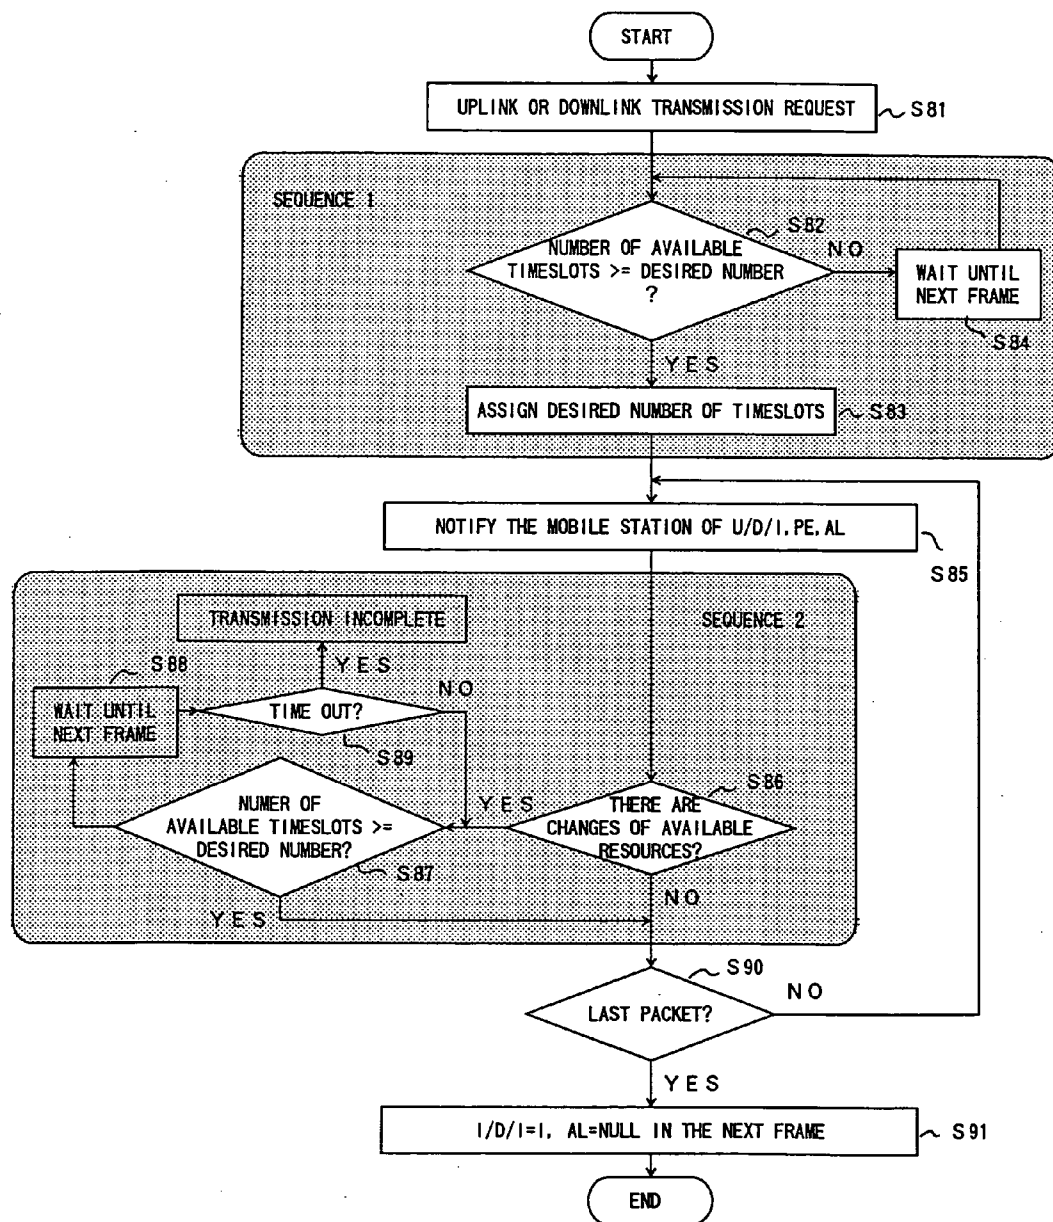 START
UPLINK OR DOWNLINK TRANSMISSION REQUEST
S81
SEQUENCE 1
S82
NUMBER OF AVAILABLE
TIMESLOTS >= DESIRED NUMBER
?
NO
WAIT UNTIL
NEXT FRAME
S84
YES
ASSIGN DESIRED NUMBER OF TIMESLOTS
S83
NOTIFY THE MOBILE STATION OF U/D/I, PE, AL
S85
TRANSMISSION INCOMPLETE
SEQUENCE 2
S88
YES
NO
WAIT UNTIL
NEXT FRAME
TIME OUT?
S89
S86
NUMER OF
AVAILABLE TIMESLOTS >=
DESIRED NUMBER?
S87
YES
THERE ARE
CHANGES OF AVAILABLE
RESOURCES?
YES
NO
S90
LAST PACKET?
NO
YES
I/D/I=I, AL=NULL IN THE NEXT FRAME
S91
END